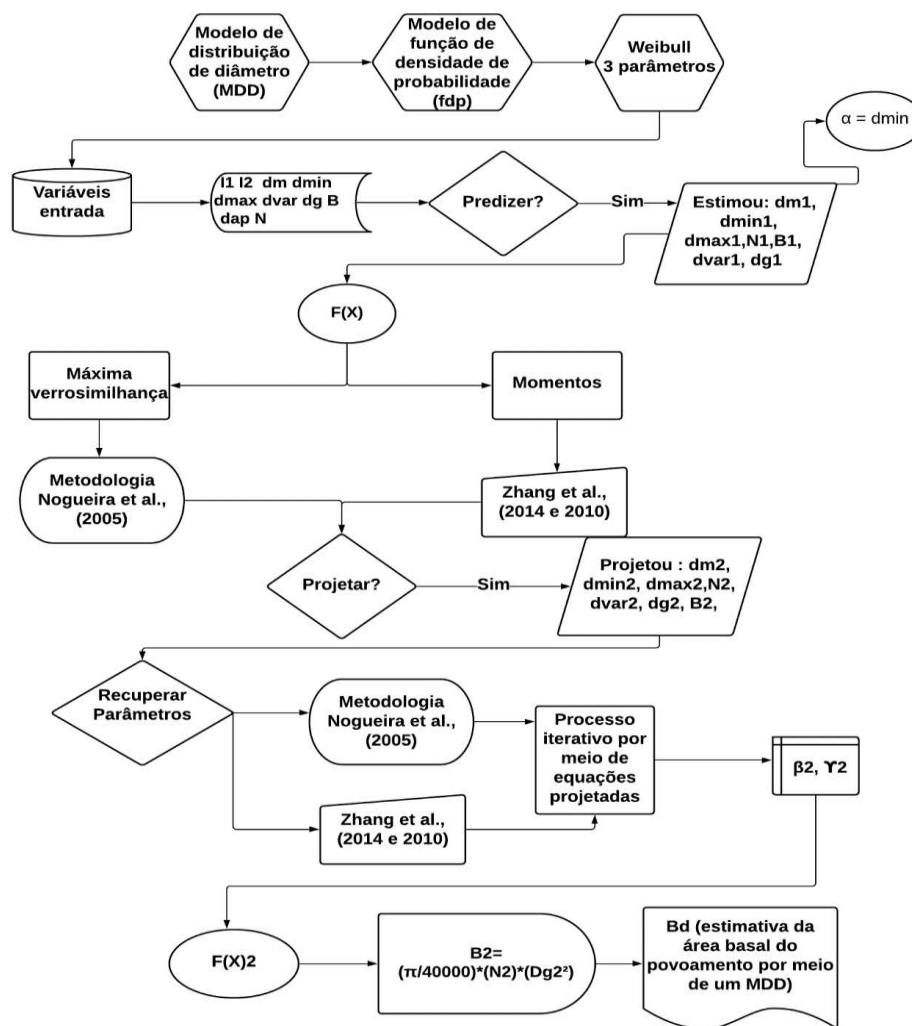 Modelo de
distribuição
de diâmetro
(MDD)
Modelo de
função de
densidade de
probabilidade
(fdp)
Weibull
3 parâmetros
α = dmin
Variáveis
entrada
I1 I2 dm dmin
dmax dvar dg B
dap N
Predizer?
Sim
Estimou: dm1,
dmin1,
dmax1,N1,B1,
dvar1, dg1
F(X)
Máxima
verrosimilhança
Momentos
Metodologia
Nogueira et al.,
(2005)
Zhang et al.,
(2014 e 2010)
Projetar?
Sim
Projetou : dm2,
dmin2, dmax2,N2,
dvar2, dg2, B2,
Recuperar
Parâmetros
Metodologia
Nogueira et al.,
(2005)
Zhang et al.,
(2014 e 2010)
Processo
iterativo por
meio de
equações
projetadas
β2, ϒ2
F(X)2
B2=
(π/40000)*(N2)*(Dg2²)
Bd (estimativa da
área basal do
povoamento por meio
de um MDD)